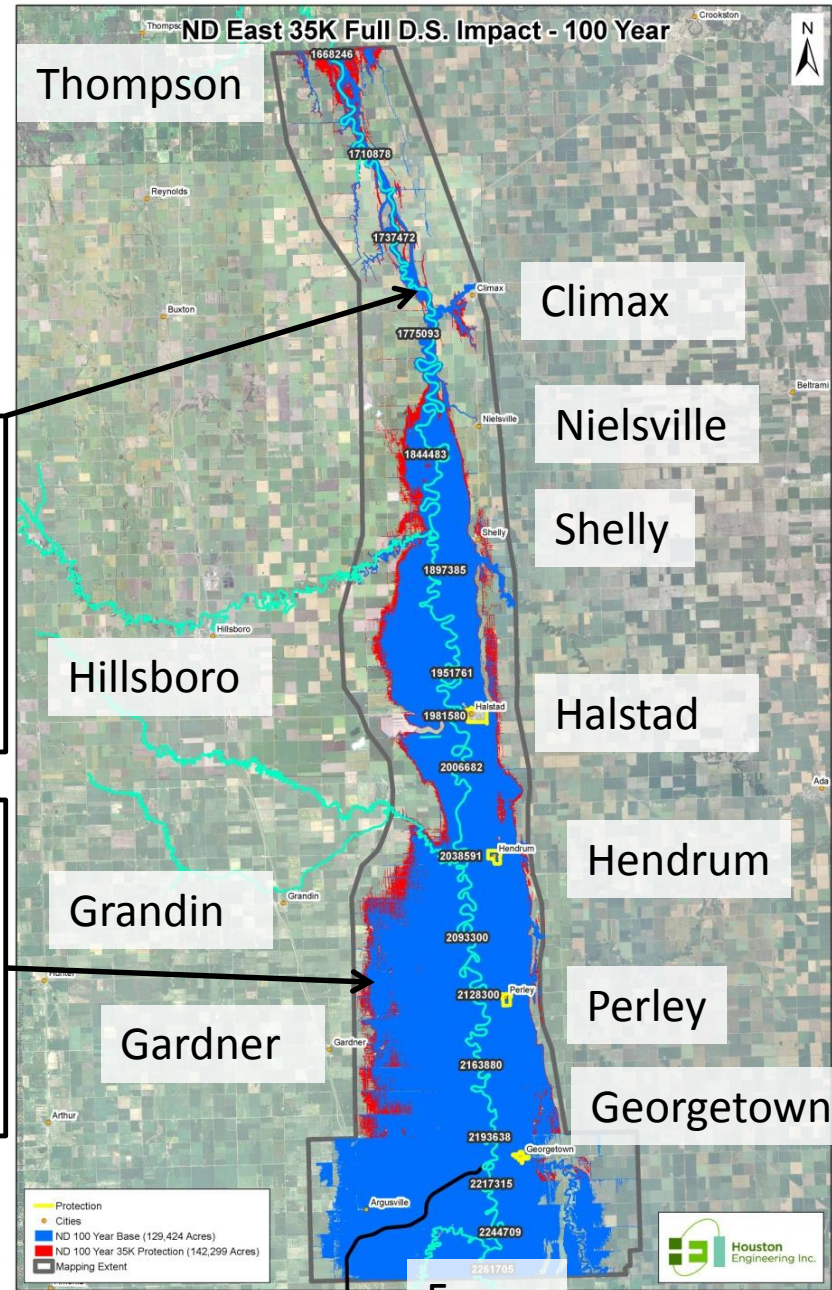 ND East 35K Full D.S. Impact - 100 Year
Crookston
N
Thompson
1668246
1710878
Reynolds
1737472
Climax
Climax
Buxton
1775093
Beltrami
Nielsville
Nielsville
1844483
Shelly
Shelly
1897385
Hillsboro
Hillsboro
1951761
Halstad
1981580
Halstad
2006682
Ada
2038591
Hendrum
Hendrum
Grandin
Grandin
2093300
2128300
Perley
Perley
Gardner
Gardner
2163880
Georgetown
Arthur
2193638
Georgetown
2217315
Argusville
2244709
2261705
Protection
Cities
ND 100 Year Base (129,424 Acres)
ND 100 Year 35K Protection (142,299 Acres)
Mapping Extent
Houston
Engineering Inc.